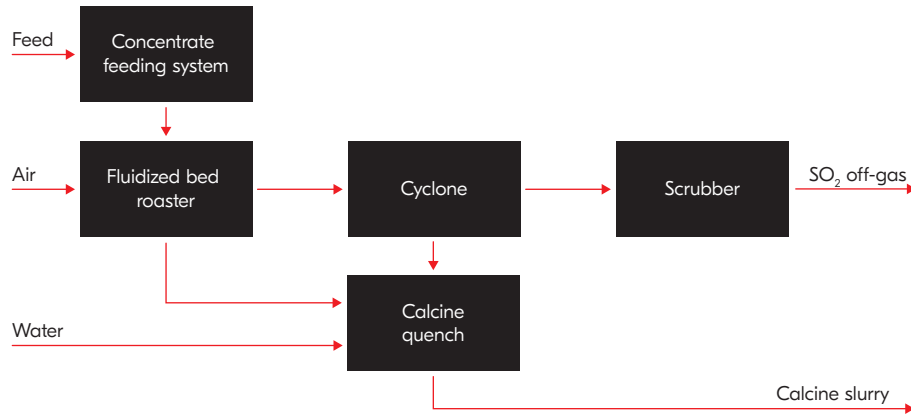 Feed
Concentrate
feeding system
Air
Fluidized bed
roaster
Cyclone
Scrubber
SO₂ off-gas
Water
Calcine
quench
Calcine slurry